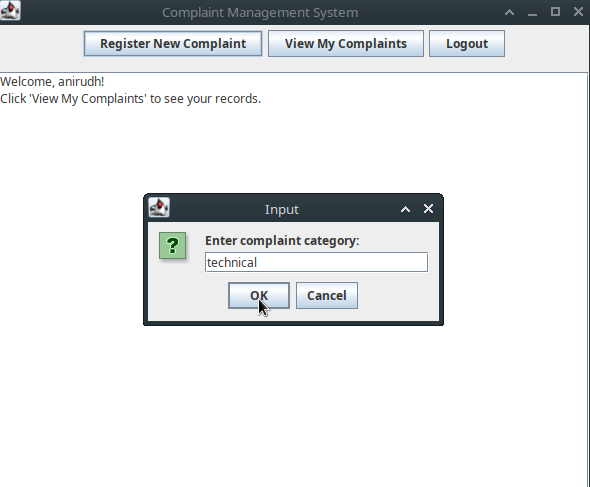 Complaint Management System
Register New Complaint View My Complaints Logout
Welcome, anirudh!
Click 'View My Complaints' to see your records.
Input
?
Enter complaint category:
technical
OK Cancel